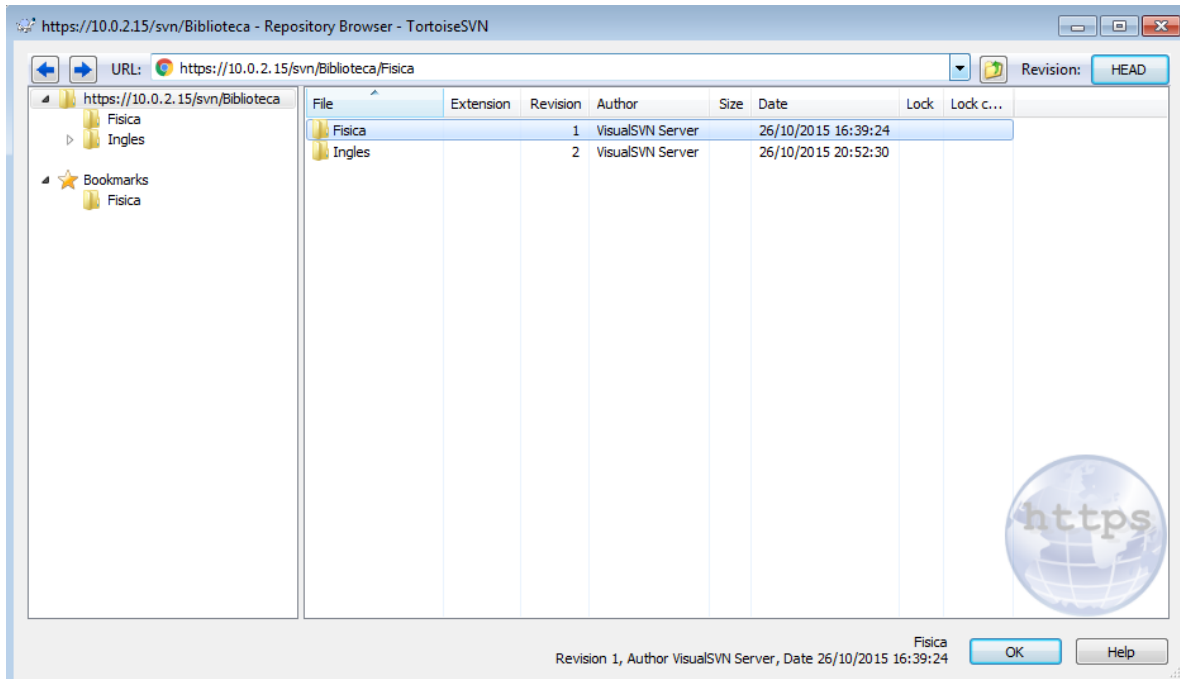 https://10.0.2.15/svn/Biblioteca - Repository Browser - TortoiseSVN
URL: https://10.0.2.15/svn/Biblioteca/Fisica Revision: HEAD
https://10.0.2.15/svn/Biblioteca
Fisica
Ingles
Bookmarks
Fisica
File Extension Revision Author Size Date Lock Lock c...
Fisica 1 VisualSVN Server 26/10/2015 16:39:24
Ingles 2 VisualSVN Server 26/10/2015 20:52:30
https
Fisica
Revision 1, Author VisualSVN Server, Date 26/10/2015 16:39:24
OK Help